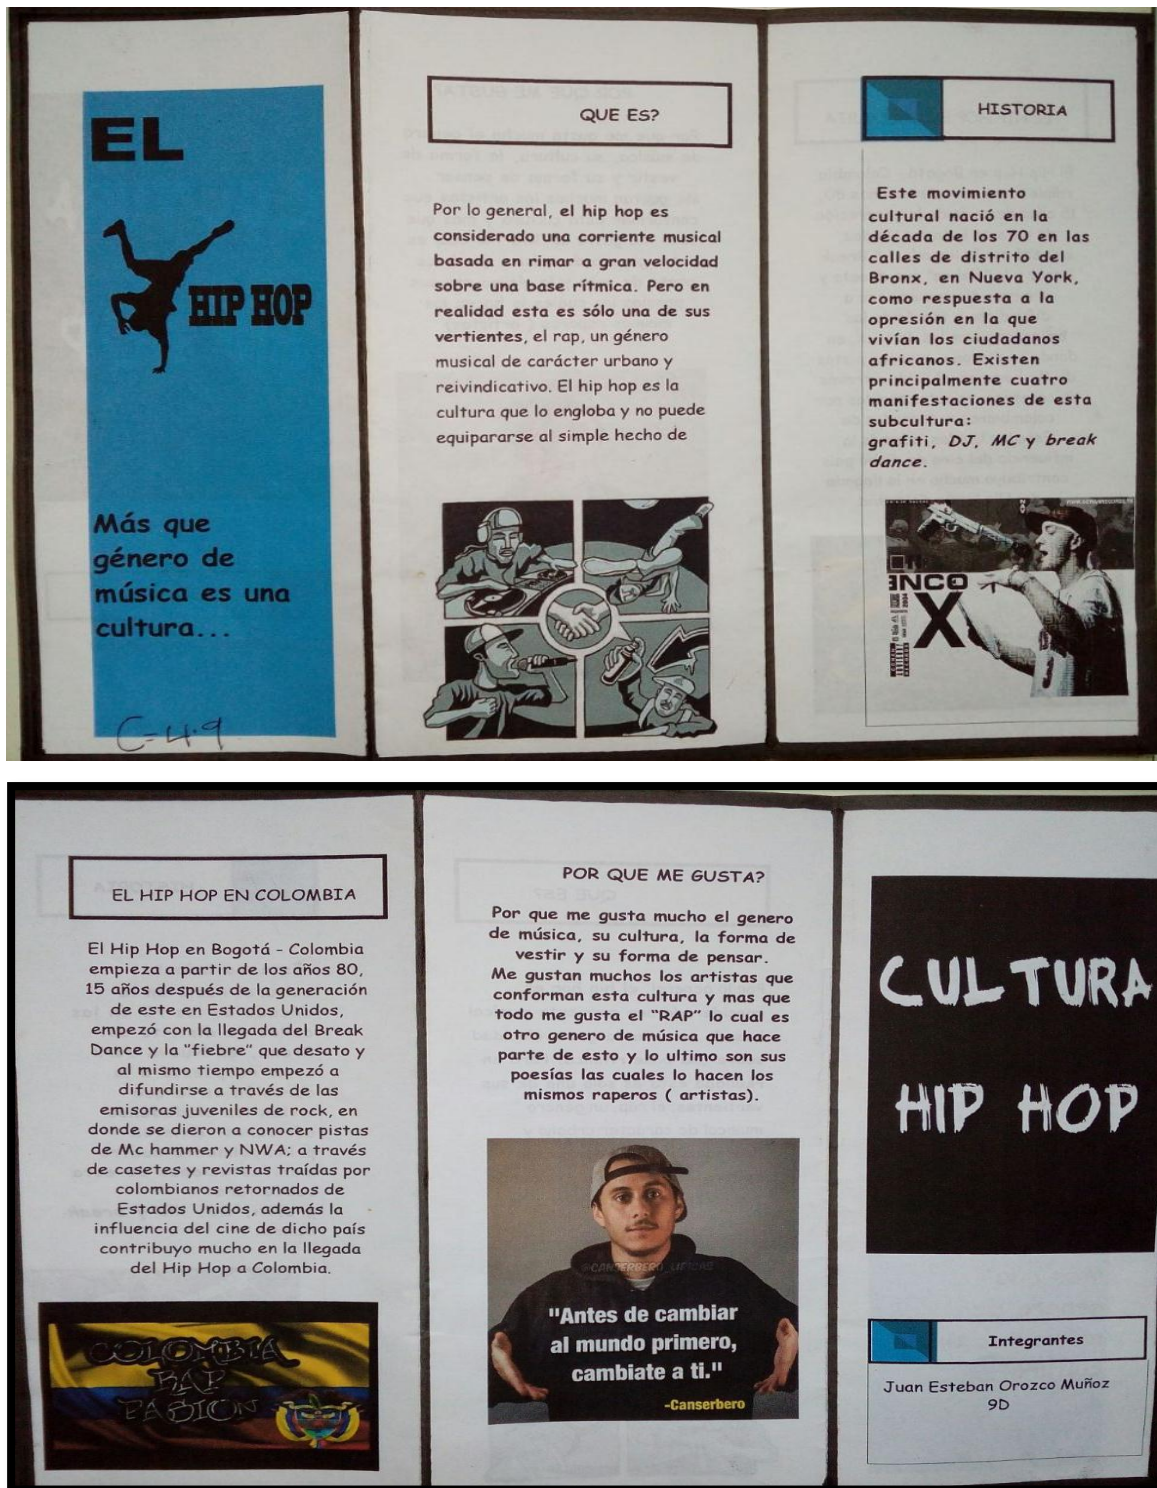 EL
HIP HOP
Más que
género de
música es una
cultura...
C=4.9
QUE ES?
Por lo general, el hip hop es
considerado una corriente musical
basada en rimar a gran velocidad
sobre una base rítmica. Pero en
realidad esta es sólo una de sus
vertientes, el rap, un género
musical de carácter urbano y
reivindicativo. El hip hop es la
cultura que lo engloba y no puede
equipararse al simple hecho de
HISTORIA
Este movimiento
cultural nació en la
década de los 70 en las
calles de distrito del
Bronx, en Nueva York,
como respuesta a la
opresión en la que
vivían los ciudadanos
africanos. Existen
principalmente cuatro
manifestaciones de esta
subcultura:
grafiti, DJ, MC y break
dance.
NCO
X
EL HIP HOP EN COLOMBIA
El Hip Hop en Bogotá - Colombia
empieza a partir de los años 80,
15 años después de la generación
de este en Estados Unidos,
empezó con la llegada del Break
Dance y la "fiebre" que desato y
al mismo tiempo empezó a
difundirse a través de las
emisoras juveniles de rock, en
donde se dieron a conocer pistas
de Mc hammer y NWA; a través
de casetes y revistas traídas por
colombianos retornados de
Estados Unidos, además la
influencia del cine de dicho país
contribuyo mucho en la llegada
del Hip Hop a Colombia.
COLOMBIA
RAP
PASION
POR QUE ME GUSTA?
Por que me gusta mucho el genero
de música, su cultura, la forma de
vestir y su forma de pensar.
Me gustan muchos los artistas que
conforman esta cultura y mas que
todo me gusta el "RAP" lo cual es
otro genero de música que hace
parte de esto y lo ultimo son sus
poesías las cuales lo hacen los
mismos raperos ( artistas).
"Antes de cambiar
al mundo primero,
cambiate a ti."
-Canserbero
CULTURA
HIP HOP
Integrantes
Juan Esteban Orozco Muñoz
9D